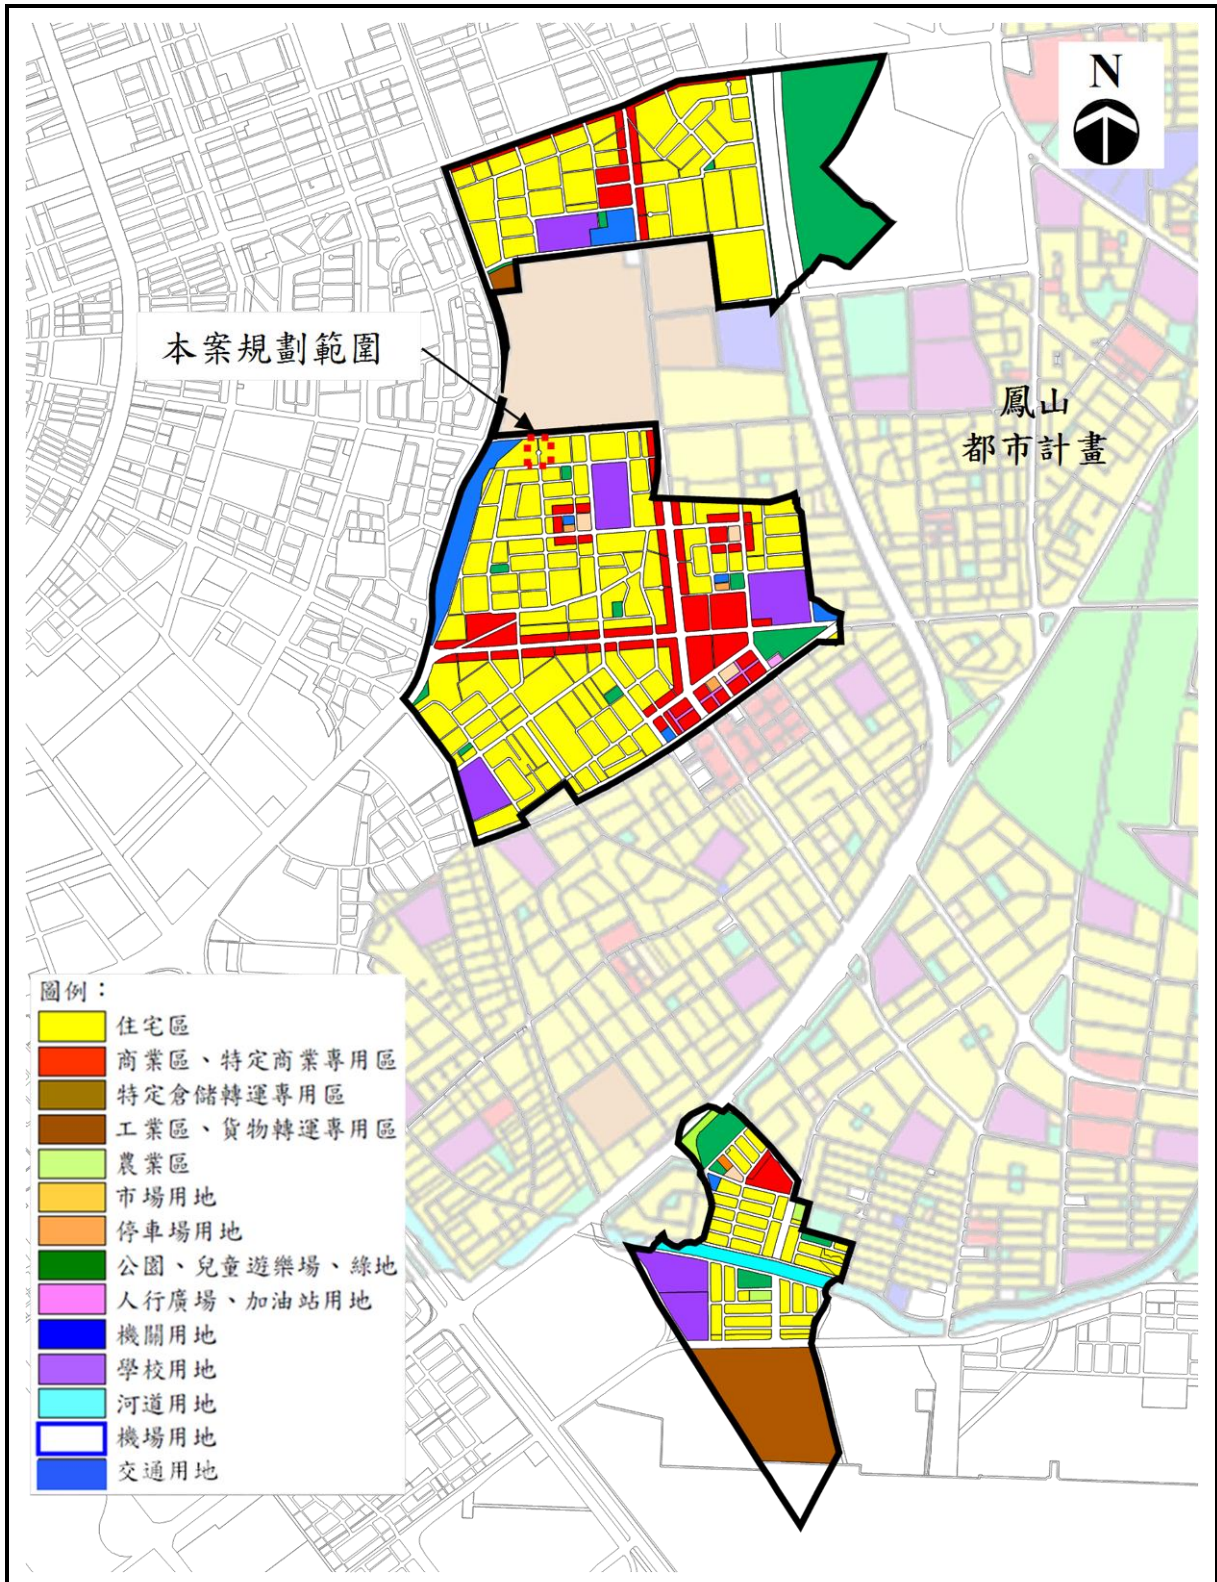 N
本案規劃範圍
鳳山
都市計畫
圖例：
住宅區
商業區、特定商業專用區
特定倉儲轉運專用區
工業區、貨物轉運專用區
農業區
市場用地
停車場用地
公園、兒童遊樂場、綠地
人行廣場、加油站用地
機關用地
學校用地
河道用地
機場用地
交通用地